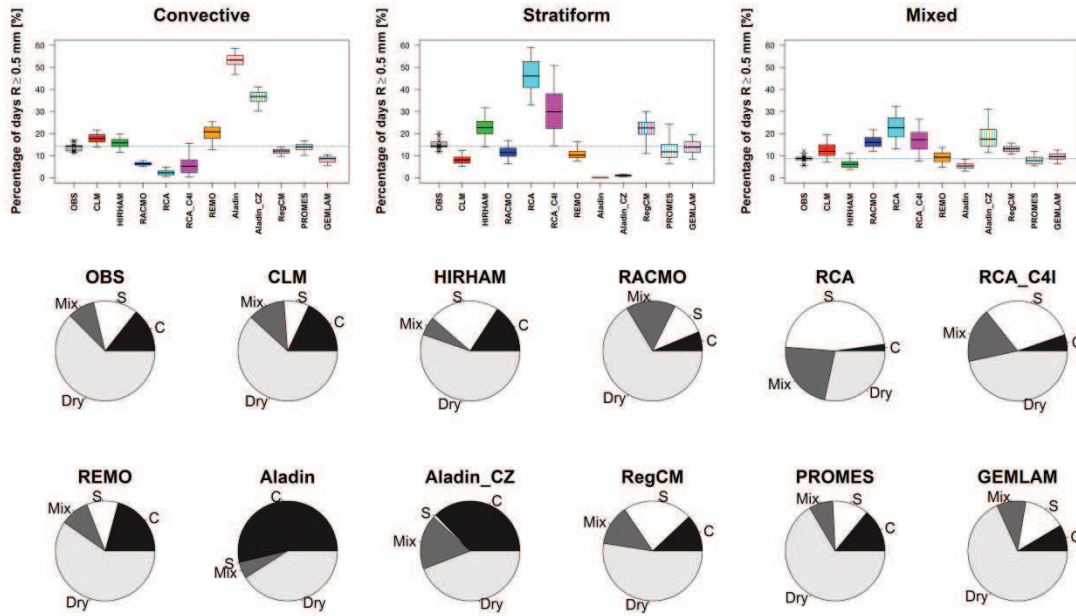 Convective
Stratiform
Mixed
Percentage of days R ≥ 0.5 mm [%]
60
50
40
30
20
10
0
OBS
CLM
HIRHAM
RACMO
RCA
RCA_C4I
REMO
Aladin
Aladin_CZ
RegCM
PROMES
GEMLAM
Percentage of days R ≥ 0.5 mm [%]
60
50
40
30
20
10
0
OBS
CLM
HIRHAM
RACMO
RCA
RCA_C4I
REMO
Aladin
Aladin_CZ
RegCM
PROMES
GEMLAM
Percentage of days R ≥ 0.5 mm [%]
60
50
40
30
20
10
0
OBS
CLM
HIRHAM
RACMO
RCA
RCA_C4I
REMO
Aladin
Aladin_CZ
RegCM
PROMES
GEMLAM
OBS
Mix
S
C
Dry
CLM
Mix
S
C
Dry
HIRHAM
Mix
S
C
Dry
RACMO
Mix
S
C
Dry
RCA
S
C
Mix
Dry
RCA_C4I
S
Mix
C
Dry
REMO
Mix
S
C
Dry
Aladin
C
S
Mix
Dry
Aladin_CZ
C
S
Mix
Dry
RegCM
Mix
S
C
Dry
PROMES
Mix
S
C
Dry
GEMLAM
Mix
S
C
Dry